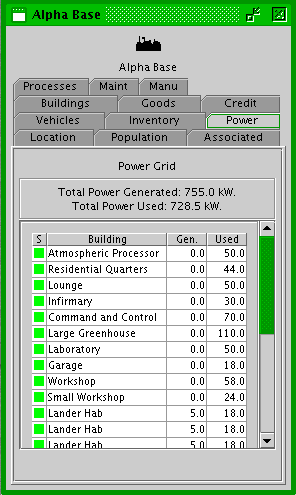 Alpha Base
Alpha Base
Processes Maint Manu
Buildings Goods Credit
Vehicles Inventory Power
Location Population Associated
Power Grid
Total Power Generated: 755.0 kW.
Total Power Used: 728.5 kW.
S Building Gen. Used
Atmospheric Processor 0.0 50.0
Residential Quarters 0.0 44.0
Lounge 0.0 50.0
Infirmary 0.0 30.0
Command and Control 0.0 70.0
Large Greenhouse 0.0 110.0
Laboratory 0.0 50.0
Garage 0.0 18.0
Workshop 0.0 58.0
Small Workshop 0.0 24.0
Lander Hab 5.0 18.0
Lander Hab 5.0 18.0
Lander Hab 5.0 18.0